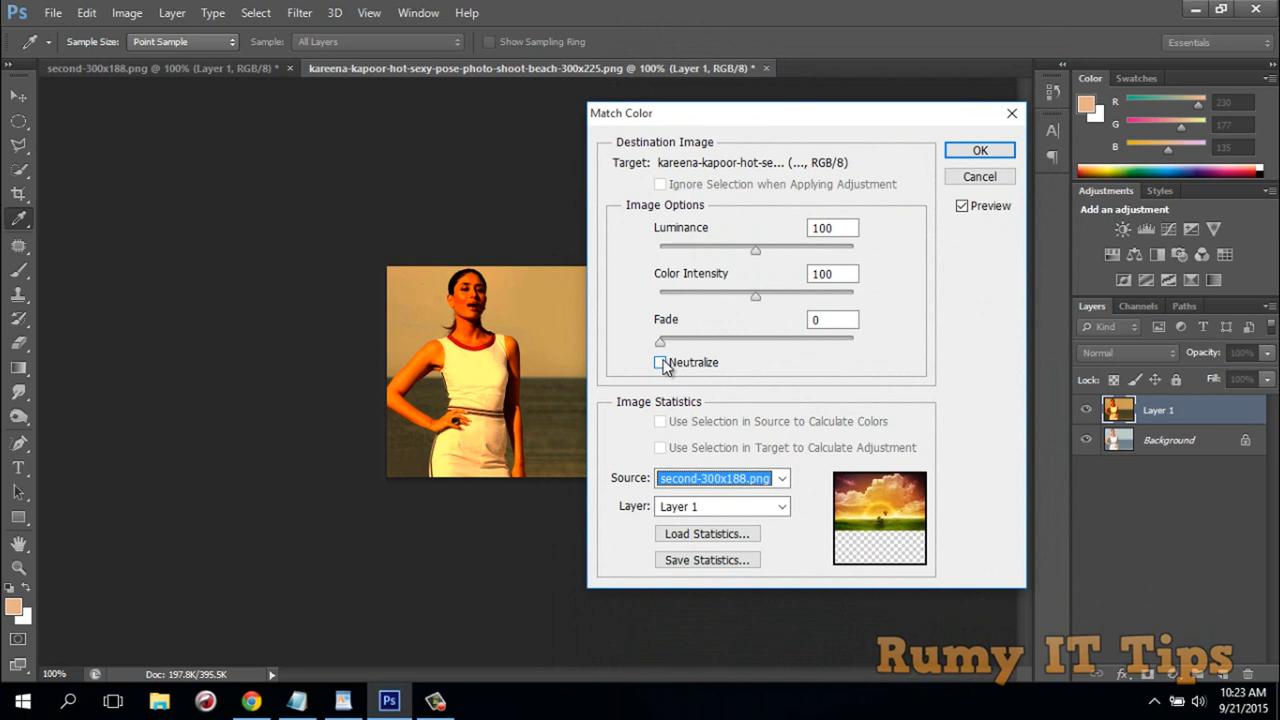 Ps File Edit Image Layer Type Select Filter 3D View Window Help
Sample Size: Point Sample Sample: All Layers Show Sampling Ring Essentials
second-300x188.png @ 100% (Layer 1, RGB/8) * × kareena-kapoor-hot-sexy-pose-photo-shoot-beach-300x225.png @ 100% (Layer 1, RGB/8) * ×
Color Swatches
R 230
G 177
B 135
Adjustments Styles
Add an adjustment
Layers Channels Paths
Kind
Normal Opacity: 100%
Lock: Fill: 100%
Layer 1
Background
Match Color
Destination Image
Target: kareena-kapoor-hot-se... (..., RGB/8)
Ignore Selection when Applying Adjustment
Image Options
Luminance 100
Color Intensity 100
Fade 0
Neutralize
OK
Cancel
Preview
Image Statistics
Use Selection in Source to Calculate Colors
Use Selection in Target to Calculate Adjustment
Source: second-300x188.png
Layer: Layer 1
Load Statistics...
Save Statistics...
100% Doc: 197.8K/395.5K
Rumy IT Tips
Ps
10:23 AM
9/21/2015